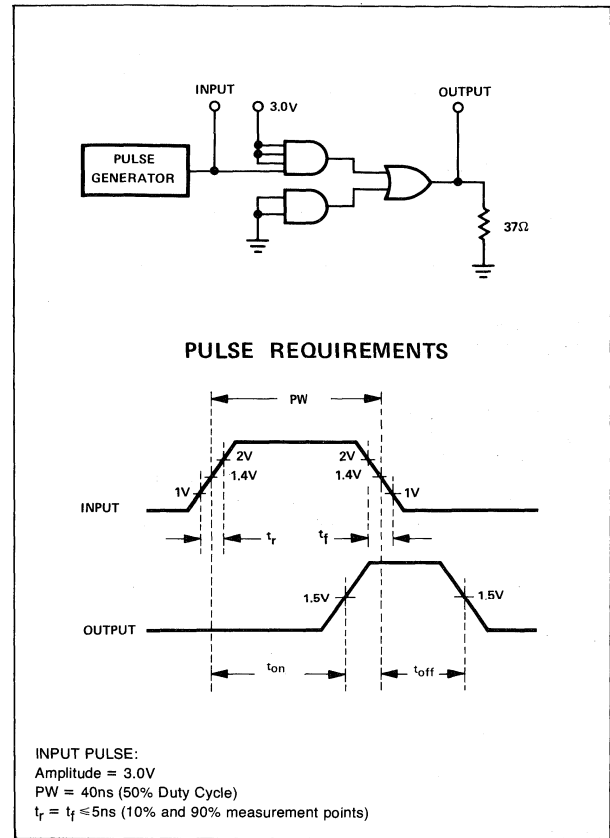 INPUT
OUTPUT
3.0V
PULSE
GENERATOR
37Ω
PULSE REQUIREMENTS
PW
2V
2V
1.4V
1.4V
1V
1V
INPUT
tr
tf
1.5V
1.5V
OUTPUT
ton
toff
INPUT PULSE:
Amplitude = 3.0V
PW = 40ns (50% Duty Cycle)
tr = tf ≤5ns (10% and 90% measurement points)